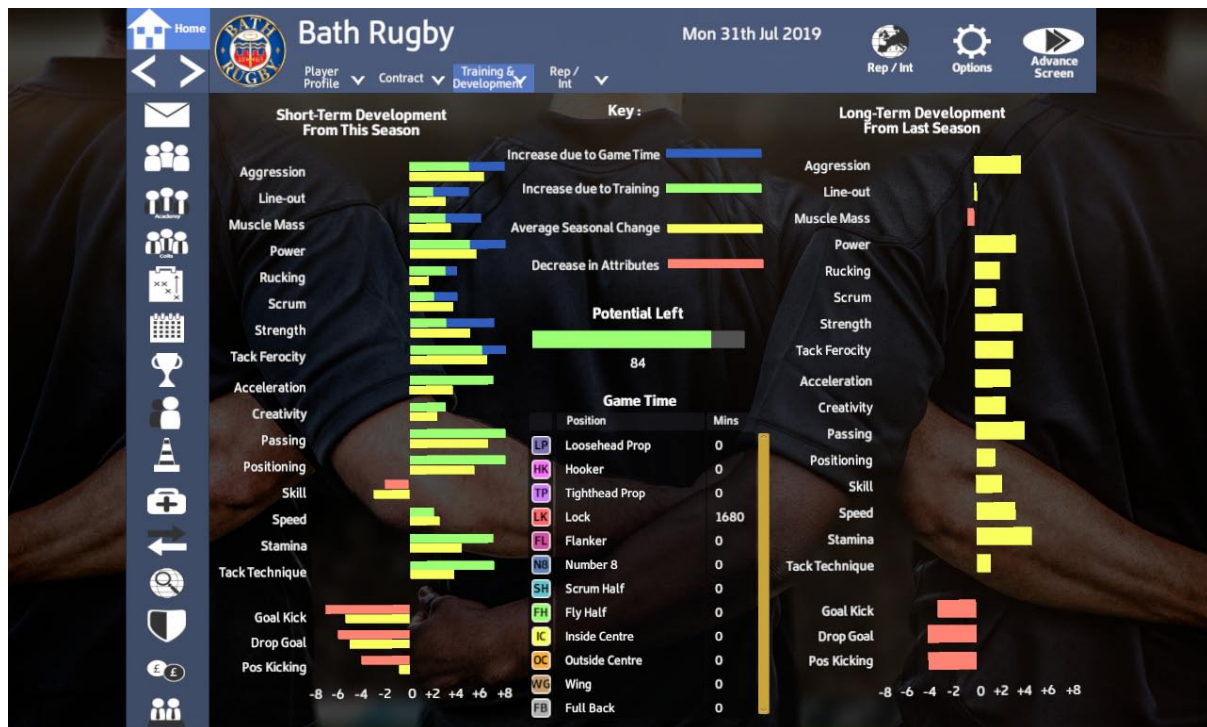 Home
BATH
RUGBY
Bath Rugby
Mon 31th Jul 2019
Rep / Int
Options
Advance
Screen
Player
Profile
Contract
Training &
Development
Rep /
Int
Academy
Colts
Short-Term Development
From This Season
Aggression
Line-out
Muscle Mass
Power
Rucking
Scrum
Strength
Tack Ferocity
Acceleration
Creativity
Passing
Positioning
Skill
Speed
Stamina
Tack Technique
Goal Kick
Drop Goal
Pos Kicking
-8 -6 -4 -2 0 +2 +4 +6 +8
Key :
Increase due to Game Time
Increase due to Training
Average Seasonal Change
Decrease in Attributes
Potential Left
84
Game Time
Position Mins
LP Loosehead Prop 0
HK Hooker 0
TP Tighthead Prop 0
LK Lock 1680
FL Flanker 0
N8 Number 8 0
SH Scrum Half 0
FH Fly Half 0
IC Inside Centre 0
OC Outside Centre 0
WG Wing 0
FB Full Back 0
Long-Term Development
From Last Season
Aggression
Line-out
Muscle Mass
Power
Rucking
Scrum
Strength
Tack Ferocity
Acceleration
Creativity
Passing
Positioning
Skill
Speed
Stamina
Tack Technique
Goal Kick
Drop Goal
Pos Kicking
-8 -6 -4 -2 0 +2 +4 +6 +8